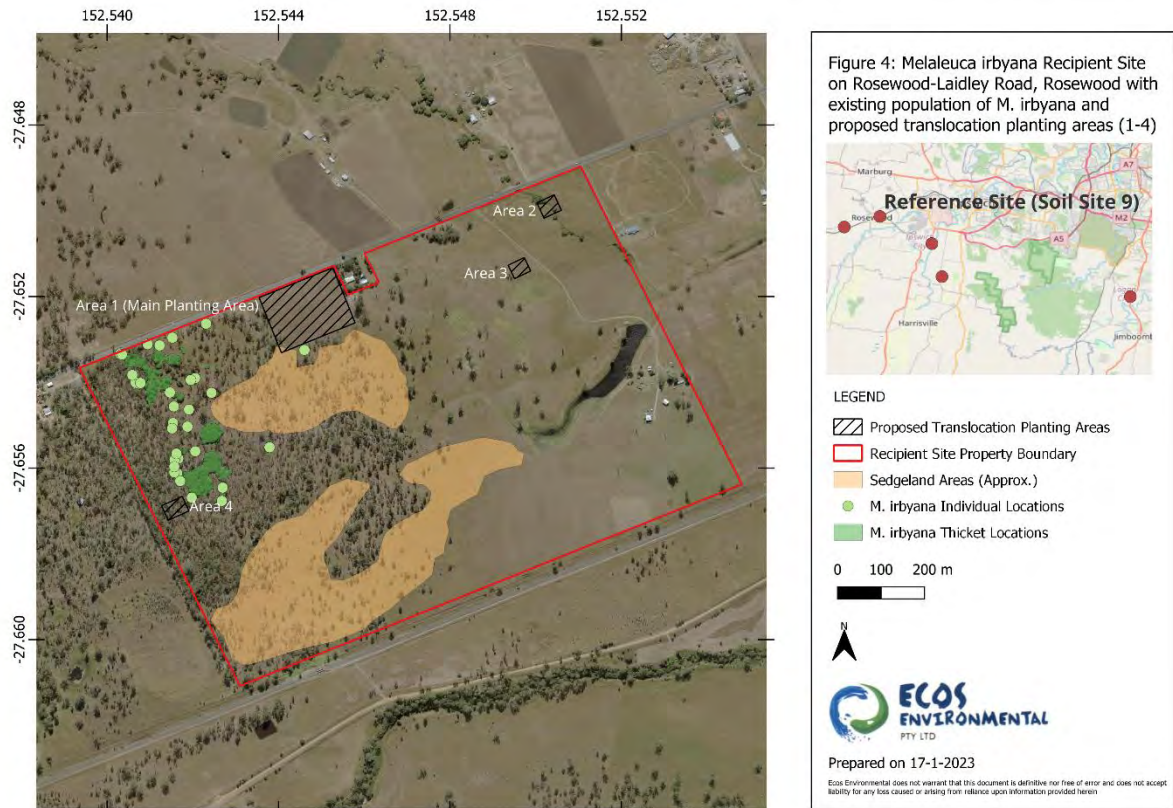 152.540
152.544
152.548
152.552
-27.648
-27.652
-27.656
-27.660
Area 2
Area 3
Area 1 (Main Planting Area)
Area 4
Figure 4: Melaleuca irbyana Recipient Site
on Rosewood-Laidley Road, Rosewood with
existing population of M. irbyana and
proposed translocation planting areas (1-4)
Marburg
A7
Reference Site (Soil Site 9)
Rosewood
M2
A5
Harrisville
Jimboomb
LEGEND
Proposed Translocation Planting Areas
Recipient Site Property Boundary
Sedgeland Areas (Approx.)
M. irbyana Individual Locations
M. irbyana Thicket Locations
0 100 200 m
N
ECOS
ENVIRONMENTAL
PTY LTD
Prepared on 17-1-2023
Ecos Environmental does not warrant that this document is definitive nor free of error and does not accept
liability for any loss caused or arising from reliance upon information provided herein